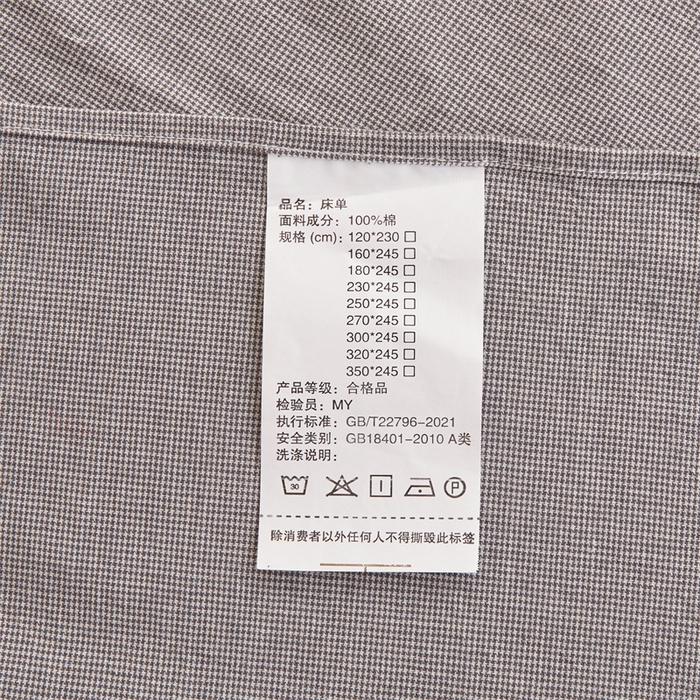 品名：床单
面料成分：100%棉
规格 (cm)：120*230 □
160*245 □
180*245 □
230*245 □
250*245 □
270*245 □
300*245 □
320*245 □
350*245 □
产品等级：合格品
检验员：MY
执行标准：GB/T22796-2021
安全类别：GB18401-2010 A类
洗涤说明：
30
P
除消费者以外任何人不得撕毁此标签